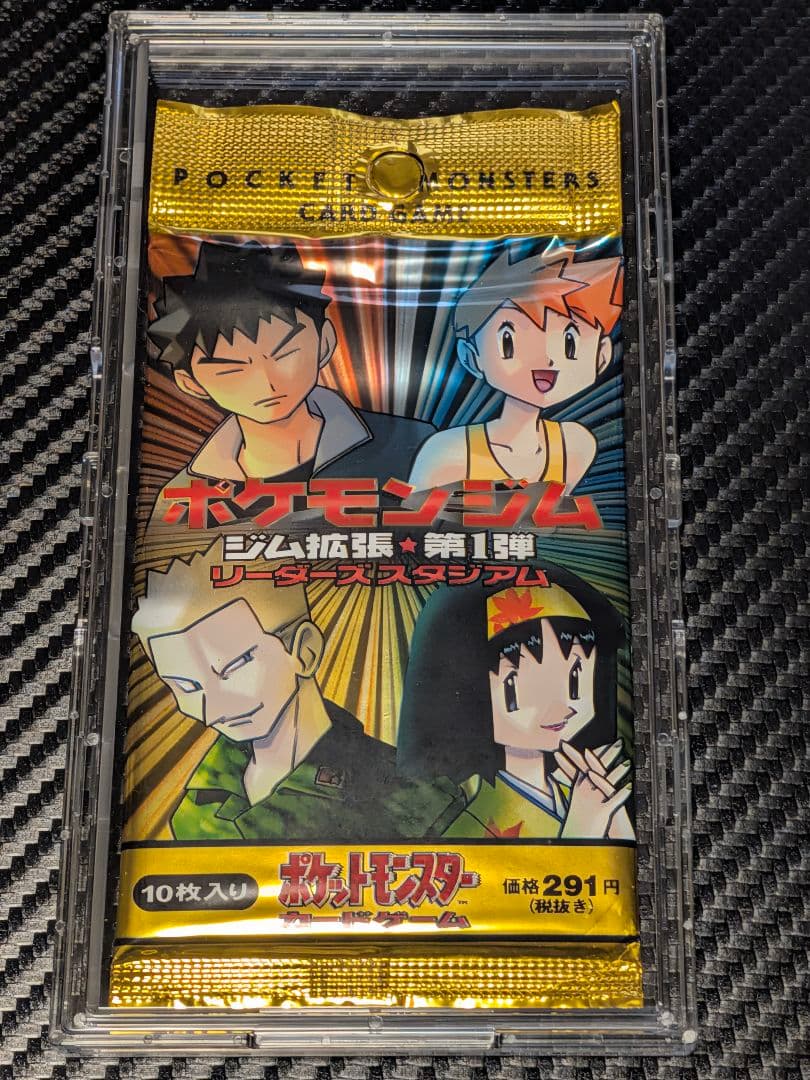 POCKET MONSTERS
CARD GAME
ポケモンジム
ジム拡張★第1弾
リーダーズスタジアム
10枚入り
ポケットモンスター™
カードゲーム
価格291円
(税抜き)